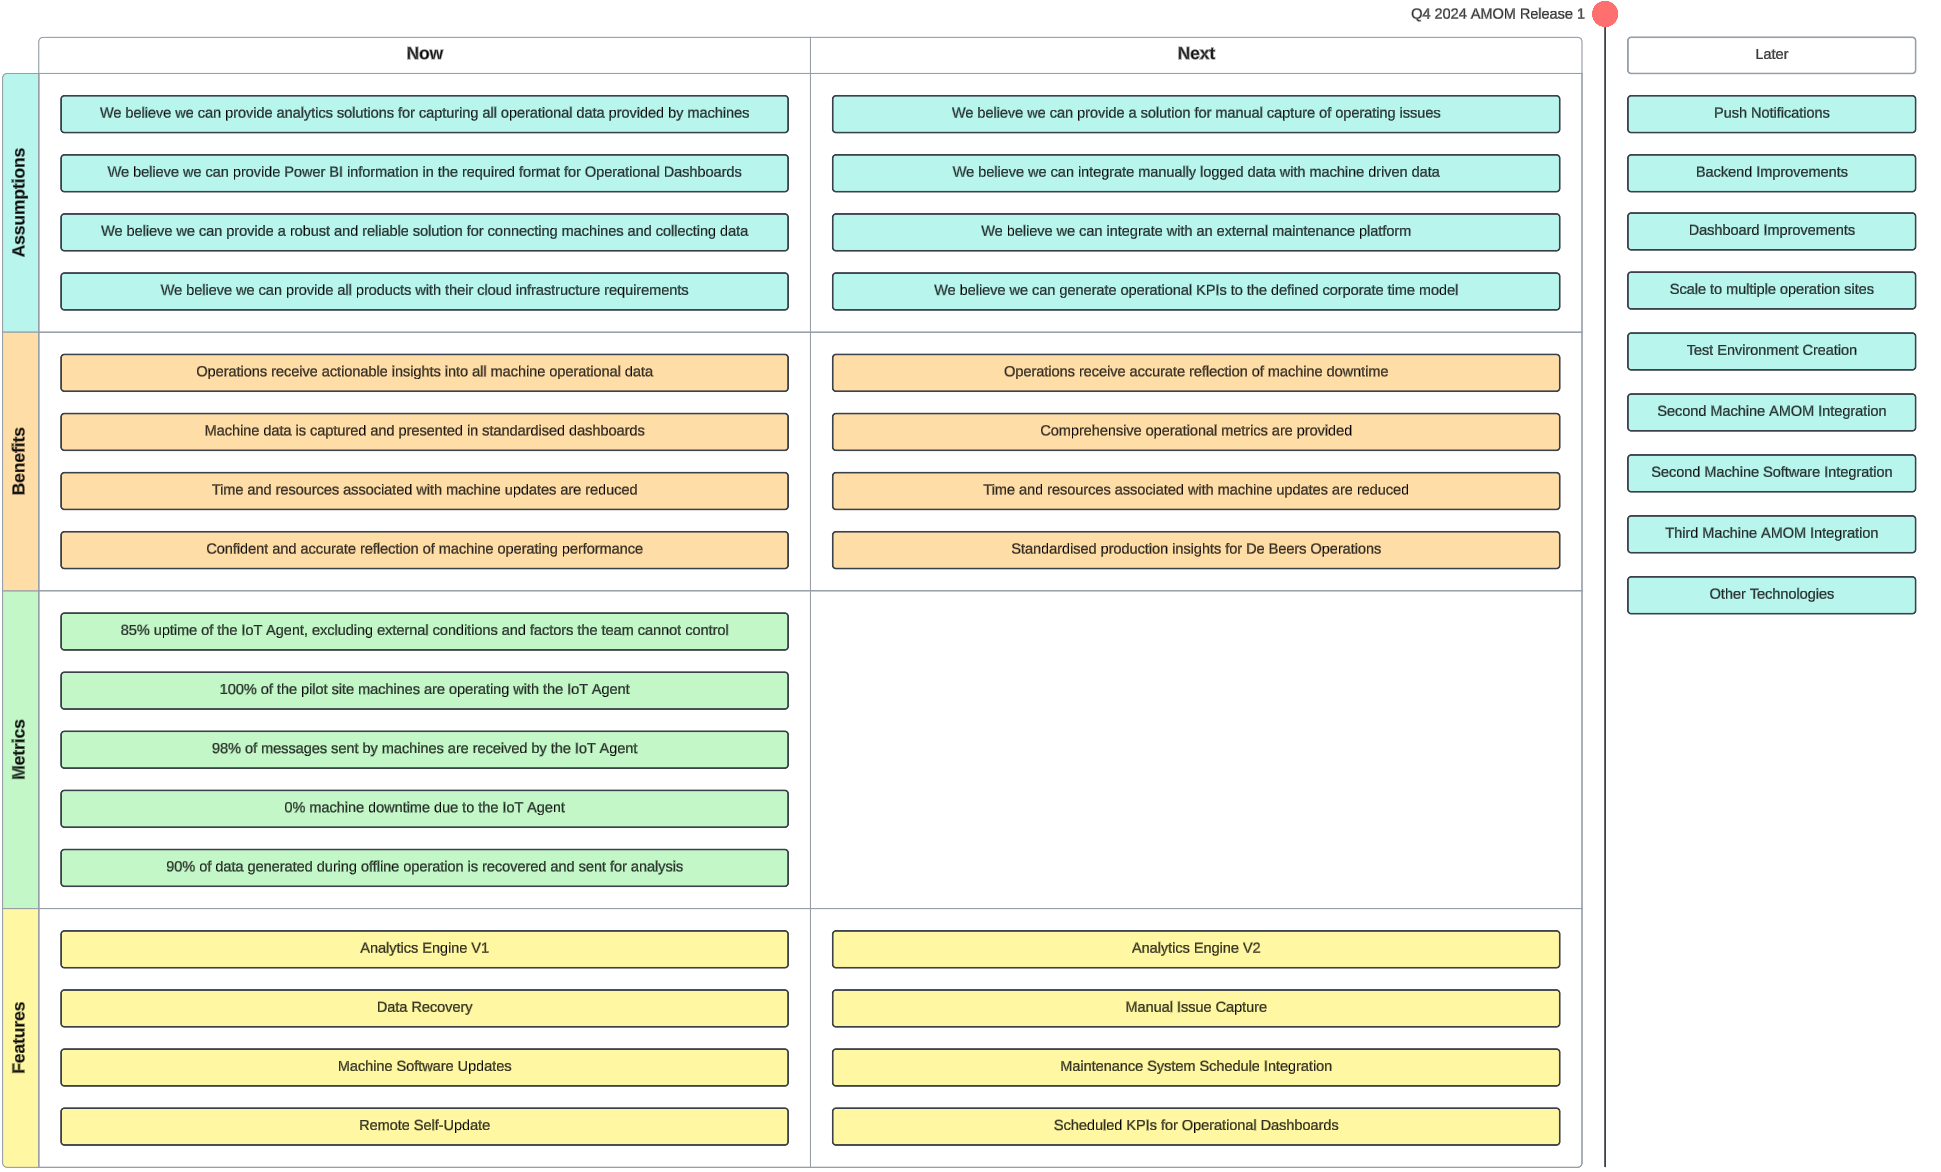 Q4 2024 AMOM Release 1
Now
Next
Later
Assumptions
We believe we can provide analytics solutions for capturing all operational data provided by machines
We believe we can provide Power BI information in the required format for Operational Dashboards
We believe we can provide a robust and reliable solution for connecting machines and collecting data
We believe we can provide all products with their cloud infrastructure requirements
We believe we can provide a solution for manual capture of operating issues
We believe we can integrate manually logged data with machine driven data
We believe we can integrate with an external maintenance platform
We believe we can generate operational KPIs to the defined corporate time model
Benefits
Operations receive actionable insights into all machine operational data
Machine data is captured and presented in standardised dashboards
Time and resources associated with machine updates are reduced
Confident and accurate reflection of machine operating performance
Operations receive accurate reflection of machine downtime
Comprehensive operational metrics are provided
Time and resources associated with machine updates are reduced
Standardised production insights for De Beers Operations
Metrics
85% uptime of the IoT Agent, excluding external conditions and factors the team cannot control
100% of the pilot site machines are operating with the IoT Agent
98% of messages sent by machines are received by the IoT Agent
0% machine downtime due to the IoT Agent
90% of data generated during offline operation is recovered and sent for analysis
Features
Analytics Engine V1
Data Recovery
Machine Software Updates
Remote Self-Update
Analytics Engine V2
Manual Issue Capture
Maintenance System Schedule Integration
Scheduled KPIs for Operational Dashboards
Push Notifications
Backend Improvements
Dashboard Improvements
Scale to multiple operation sites
Test Environment Creation
Second Machine AMOM Integration
Second Machine Software Integration
Third Machine AMOM Integration
Other Technologies